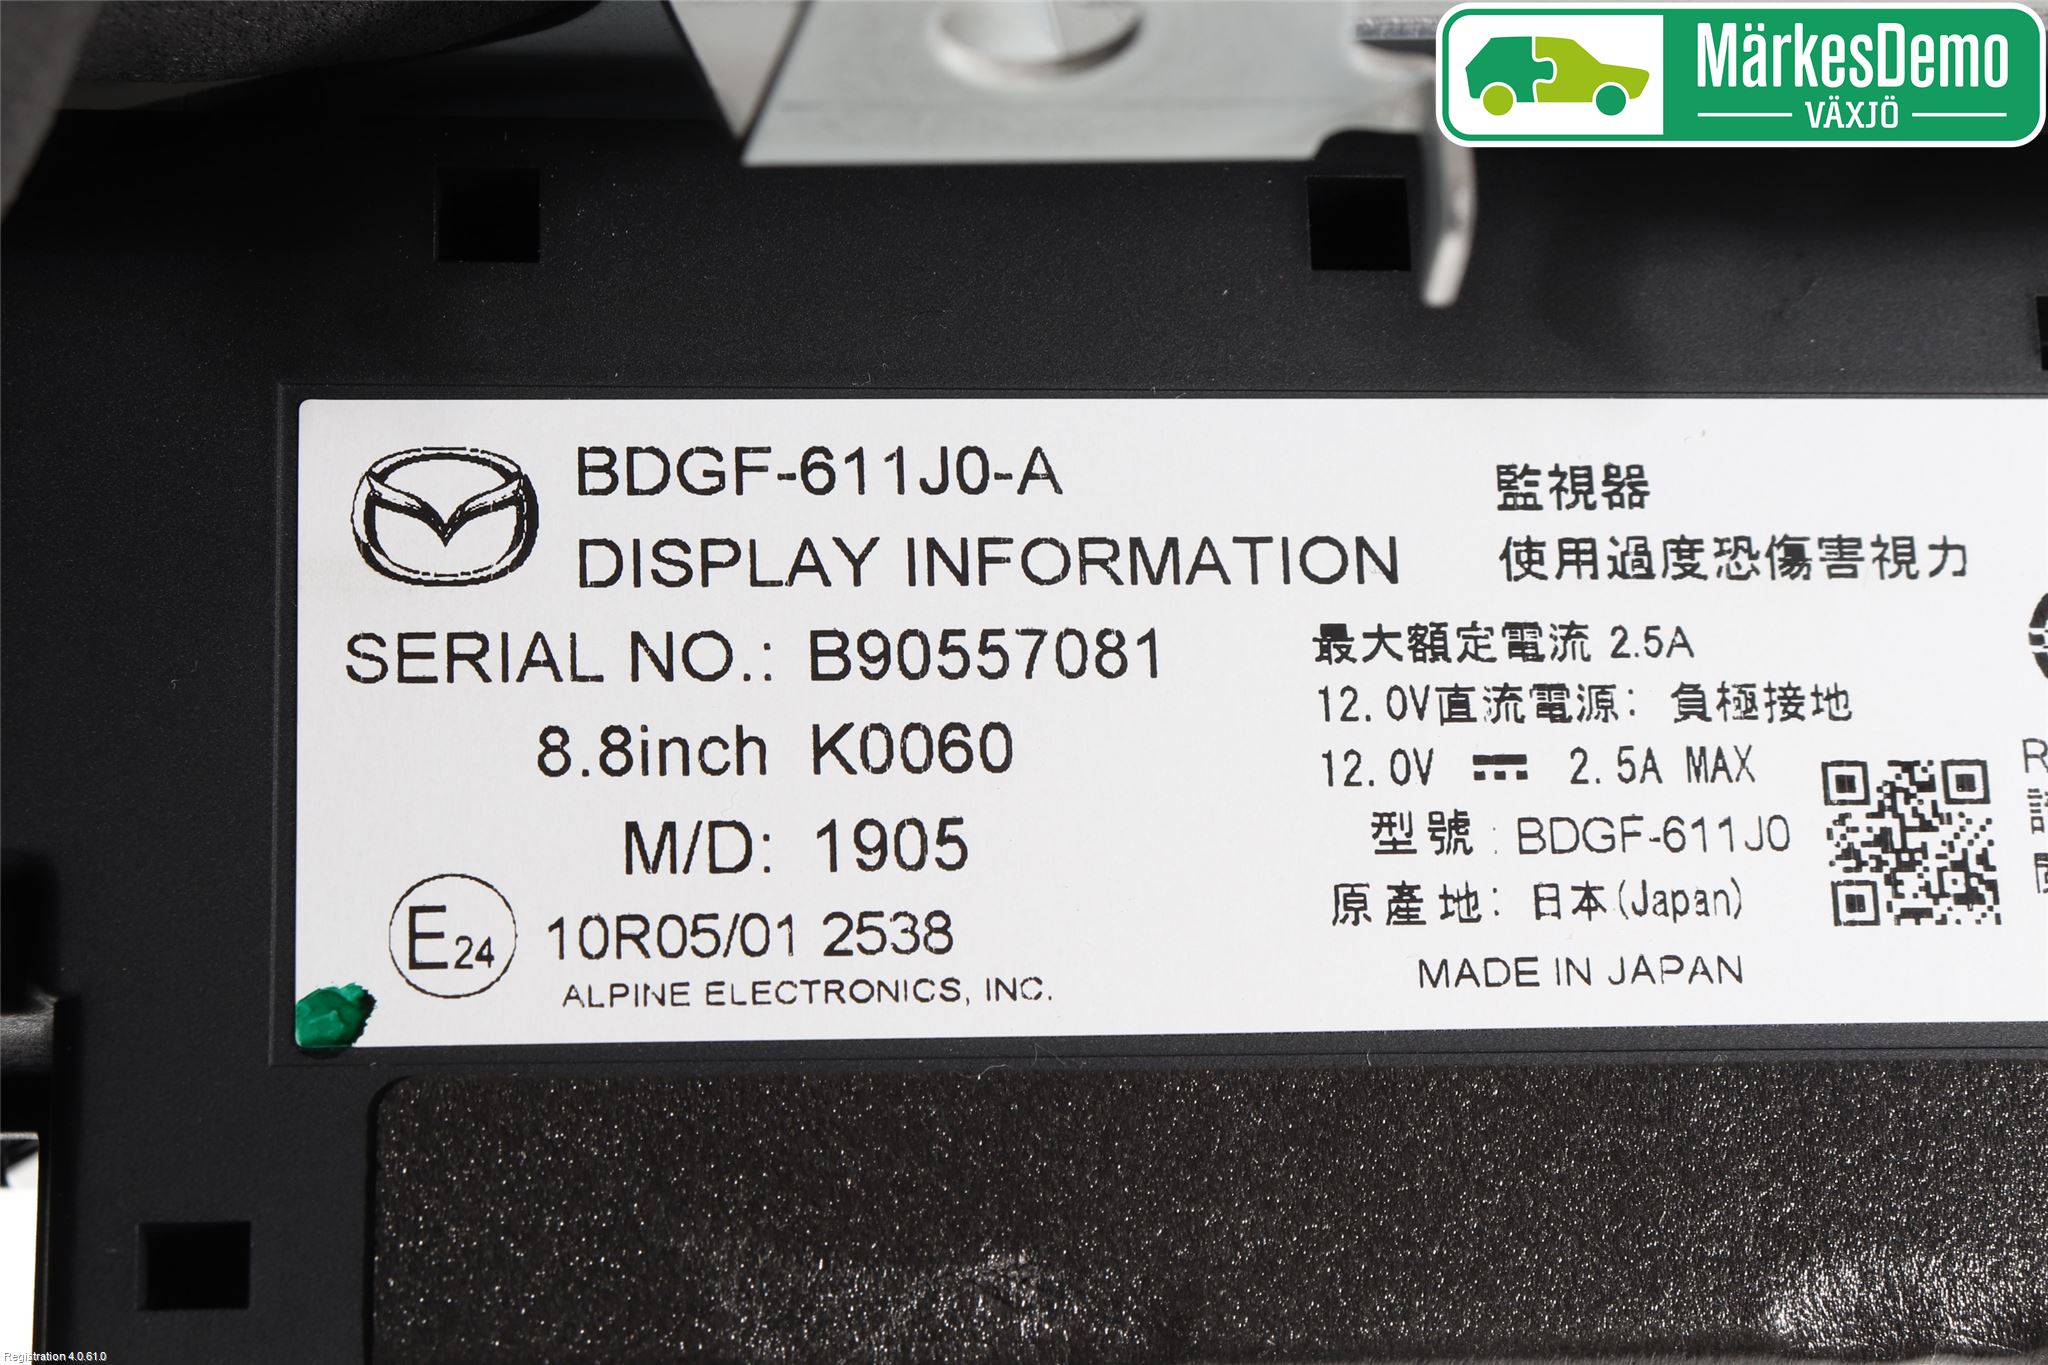 MärkesDemo
VÄXJÖ
BDGF-611J0-A
DISPLAY INFORMATION
SERIAL NO.: B90557081
8.8inch K0060
M/D: 1905
E24 10R05/01 2538
ALPINE ELECTRONICS, INC.
監視器
使用過度恐傷害視力
最大額定電流 2.5A
12.0V直流電源: 負極接地
12.0V ⎓ 2.5A MAX
型號: BDGF-611J0
原產地: 日本(Japan)
MADE IN JAPAN
R
Registration 4.0.61.0